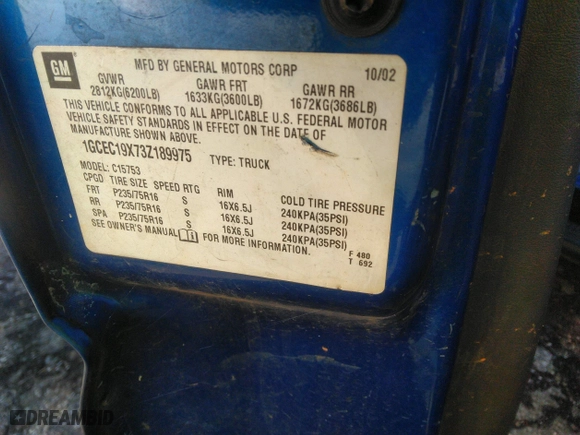 GM
MFD BY GENERAL MOTORS CORP 10/02
GVWR GAWR FRT GAWR RR
2812KG(6200LB) 1633KG(3600LB) 1672KG(3686LB)
THIS VEHICLE CONFORMS TO ALL APPLICABLE U.S. FEDERAL MOTOR
VEHICLE SAFETY STANDARDS IN EFFECT ON THE DATE OF
MANUFACTURE SHOWN ABOVE.
1GCEC19X73Z189975 TYPE: TRUCK
MODEL: C15753
CPGD TIRE SIZE SPEED RTG RIM COLD TIRE PRESSURE
FRT P235/75R16 S 16X6.5J 240KPA(35PSI)
RR P235/75R16 S 16X6.5J 240KPA(35PSI)
SPA P235/75R16 S 16X6.5J 240KPA(35PSI)
SEE OWNER'S MANUAL FOR MORE INFORMATION.
F 480
T 692
DREAMBID